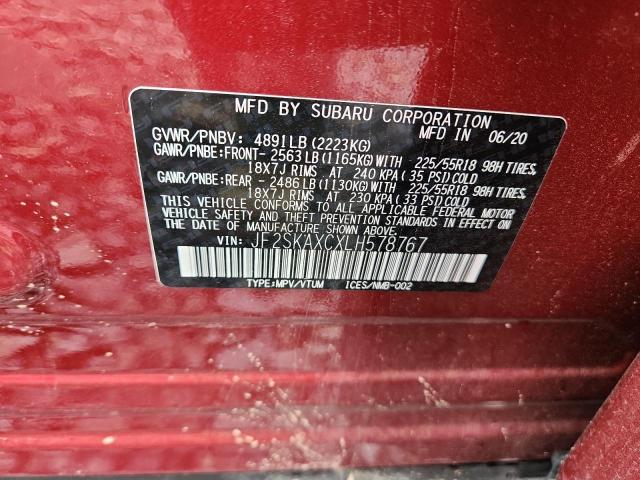 MFD BY SUBARU CORPORATION
MFD IN 06/20
GVWR/PNBV: 4891LB (2223KG)
GAWR/PNBE:FRONT- 2563LB(1165KG)WITH 225/55R18 98H TIRES,
18X7J RIMS AT 240 KPA(35 PSI)COLD
GAWR/PNBE:REAR - 2486LB(1130KG)WITH 225/55R18 98H TIRES,
18X7J RIMS AT 230 KPA(33 PSI)COLD
THIS VEHICLE CONFORMS TO ALL APPLICABLE FEDERAL MOTOR
VEHICLE SAFETY AND THEFT PREVENTION STANDARDS IN EFFECT ON
THE DATE OF MANUFACTURE SHOWN ABOVE.
VIN: JF2SKAXCXLH578767
TYPE:MPV/VTUM ICES/NMB-002